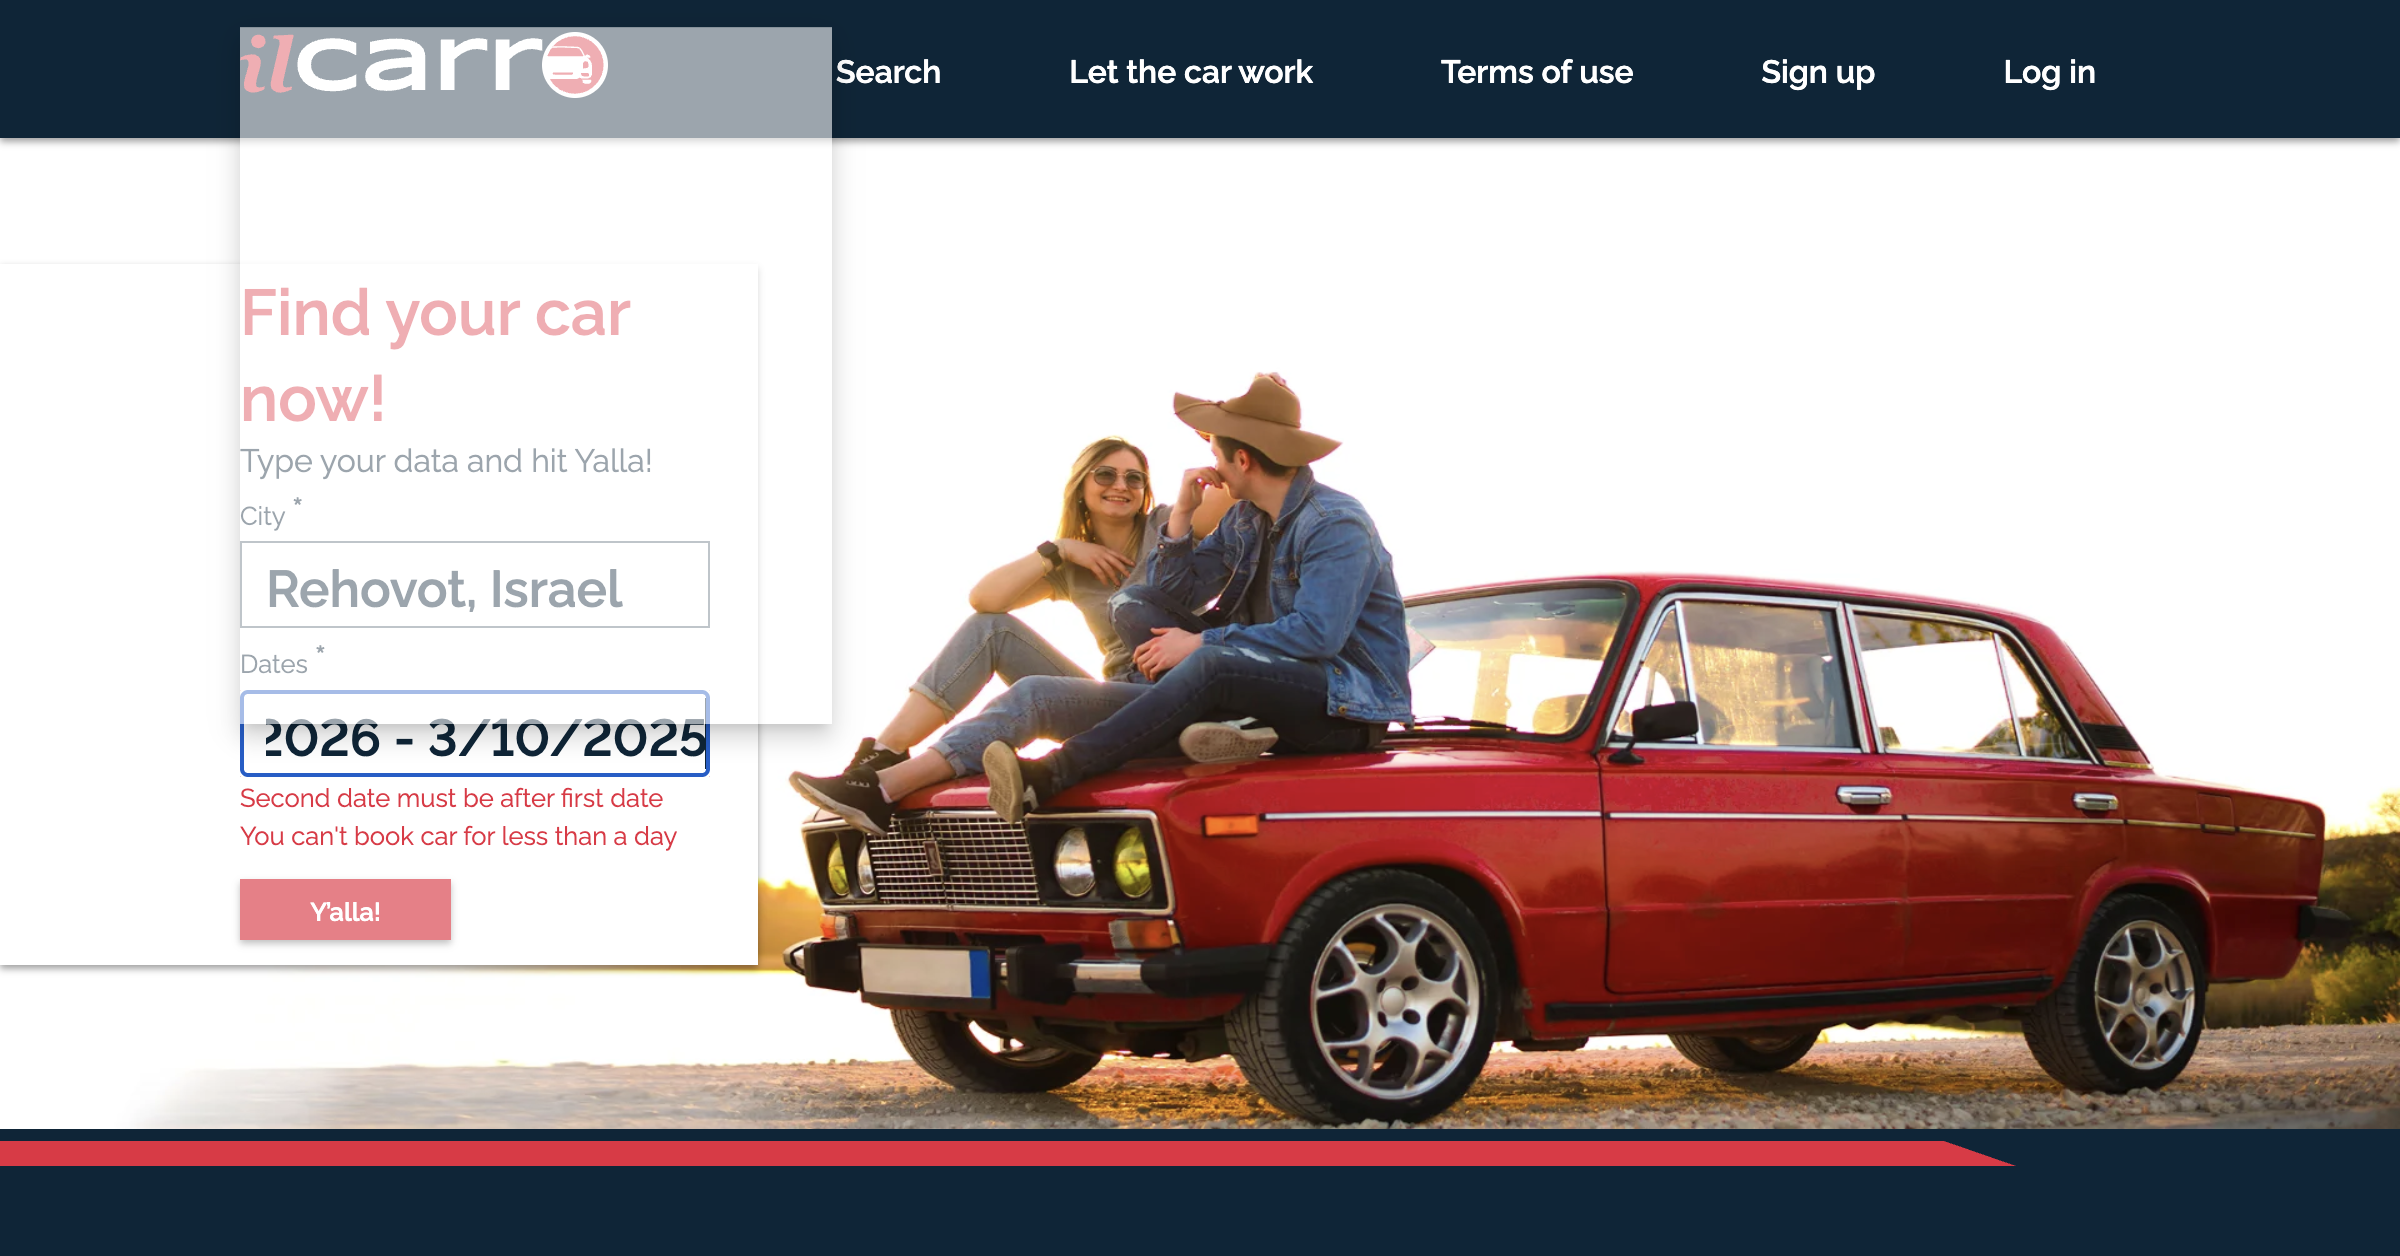 ilcarro
Search
Let the car work
Terms of use
Sign up
Log in
Find your car
now!
Type your data and hit Yalla!
City *
Rehovot, Israel
Dates *
2026 - 3/10/2025
Second date must be after first date
You can't book car for less than a day
Y'alla!